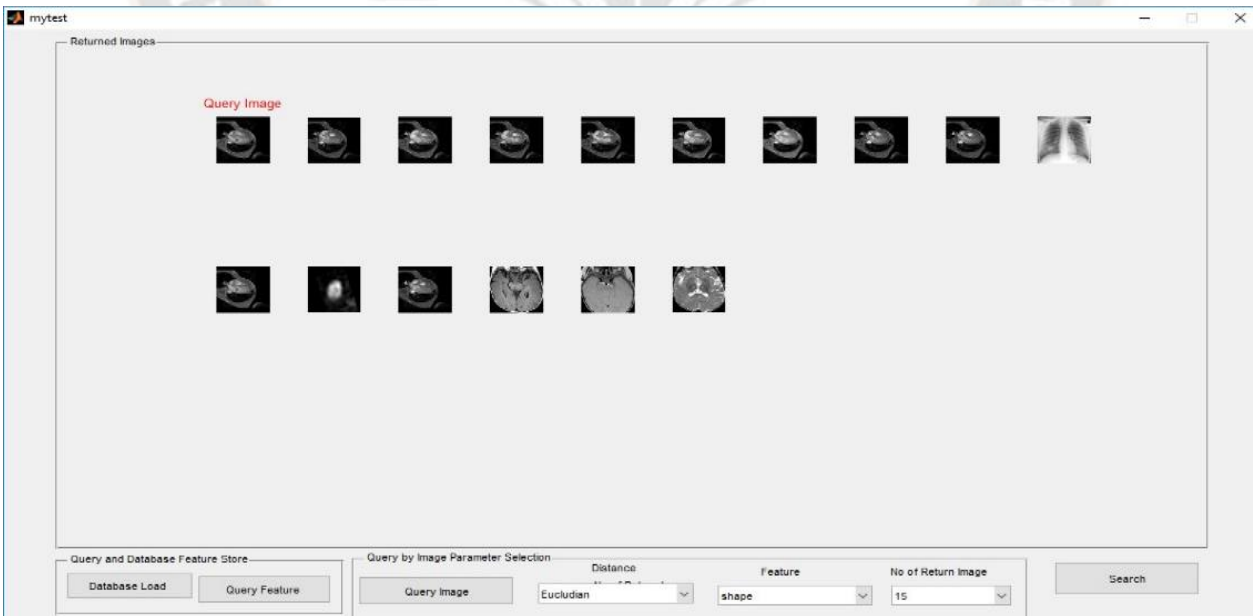 mytest
Returned Images
Query Image
Query and Database Feature Store
Database Load
Query Feature
Query by Image Parameter Selection
Query Image
Distance
Eucludian
Feature
shape
No of Return Image
15
Search